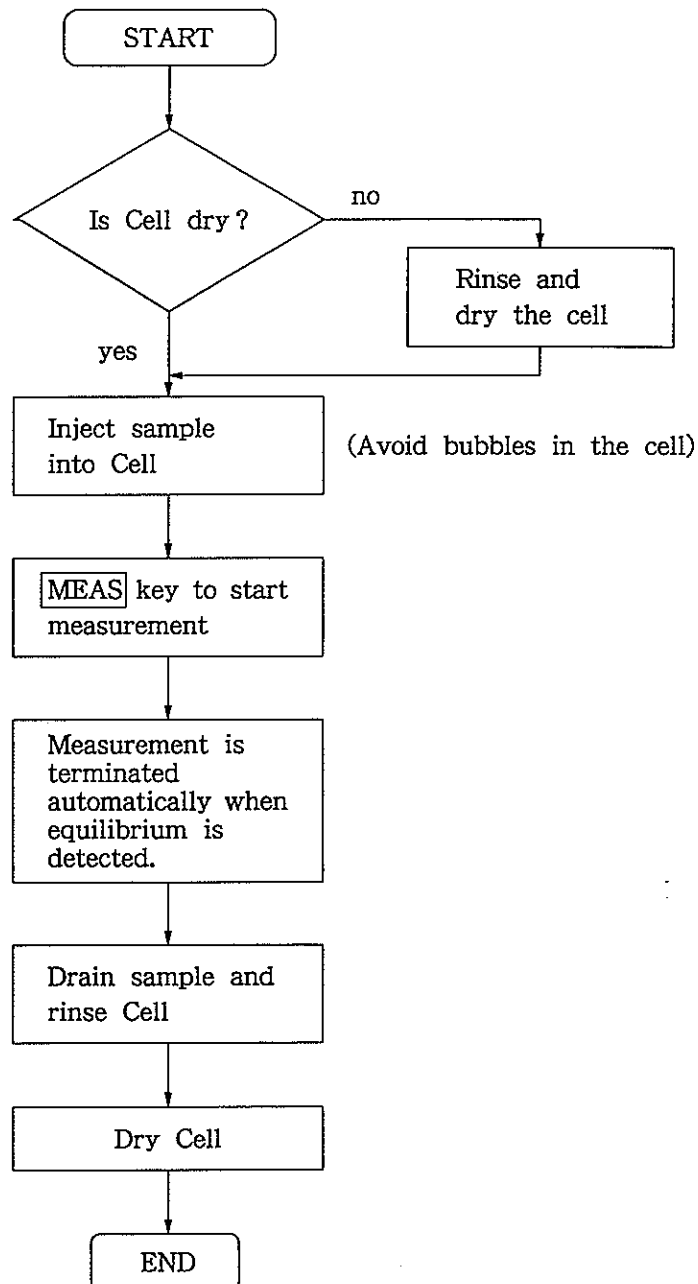 START
Is Cell dry?
no
Rinse and
dry the cell
yes
Inject sample
into Cell
(Avoid bubbles in the cell)
MEAS key to start
measurement
Measurement is
terminated
automatically when
equilibrium is
detected.
Drain sample and
rinse Cell
Dry Cell
END